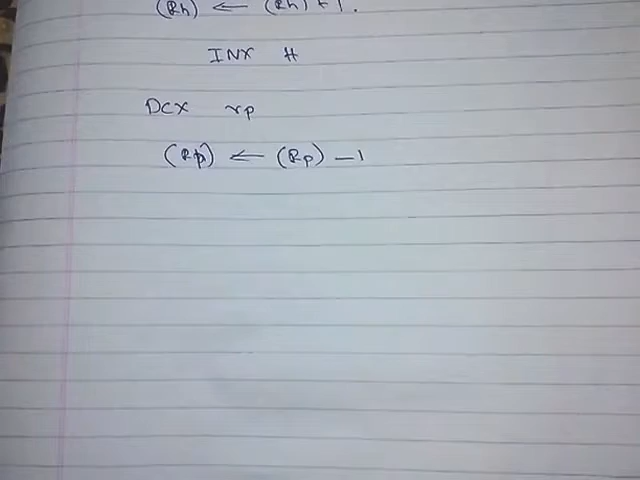 (Rh) ← (Rh) + 1.
INX H
DCX rp
(Rp) ← (Rp) - 1